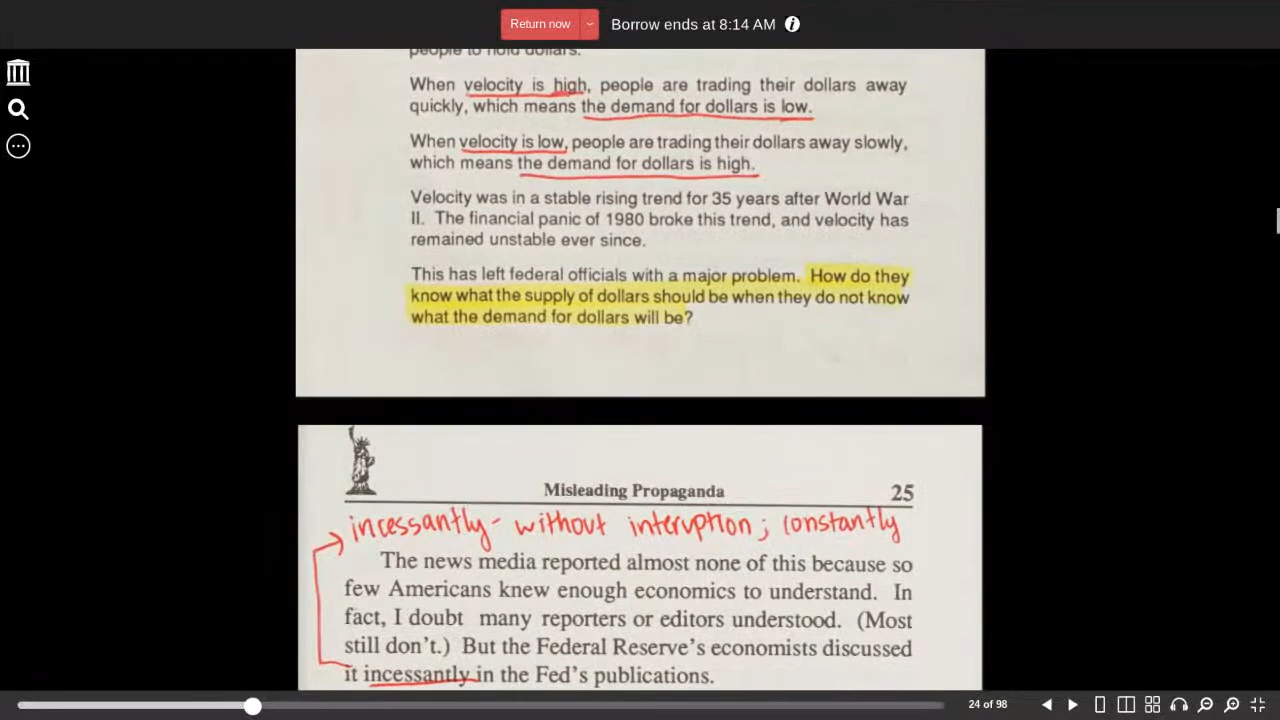 Return now
Borrow ends at 8:14 AM
people to hold dollars.
When velocity is high, people are trading their dollars away
quickly, which means the demand for dollars is low.
When velocity is low, people are trading their dollars away slowly,
which means the demand for dollars is high.
Velocity was in a stable rising trend for 35 years after World War
II. The financial panic of 1980 broke this trend, and velocity has
remained unstable ever since.
This has left federal officials with a major problem. How do they
know what the supply of dollars should be when they do not know
what the demand for dollars will be?
Misleading Propaganda 25
incessantly - without interuption; constantly
The news media reported almost none of this because so
few Americans knew enough economics to understand. In
fact, I doubt many reporters or editors understood. (Most
still don't.) But the Federal Reserve's economists discussed
it incessantly in the Fed's publications.
24 of 98